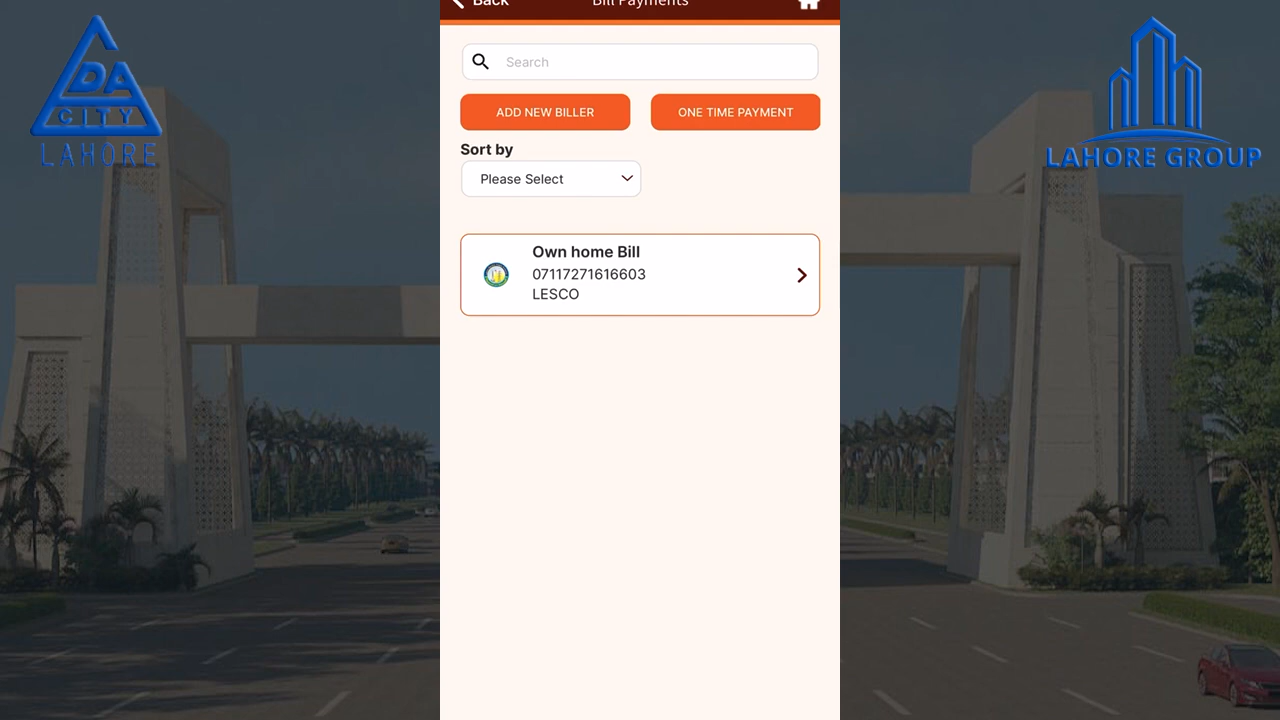 Back
Bill Payments
Search
ADD NEW BILLER
ONE TIME PAYMENT
Sort by
Please Select
Own home Bill
07117271616603
LESCO
LDA
CITY
LAHORE
LAHORE GROUP